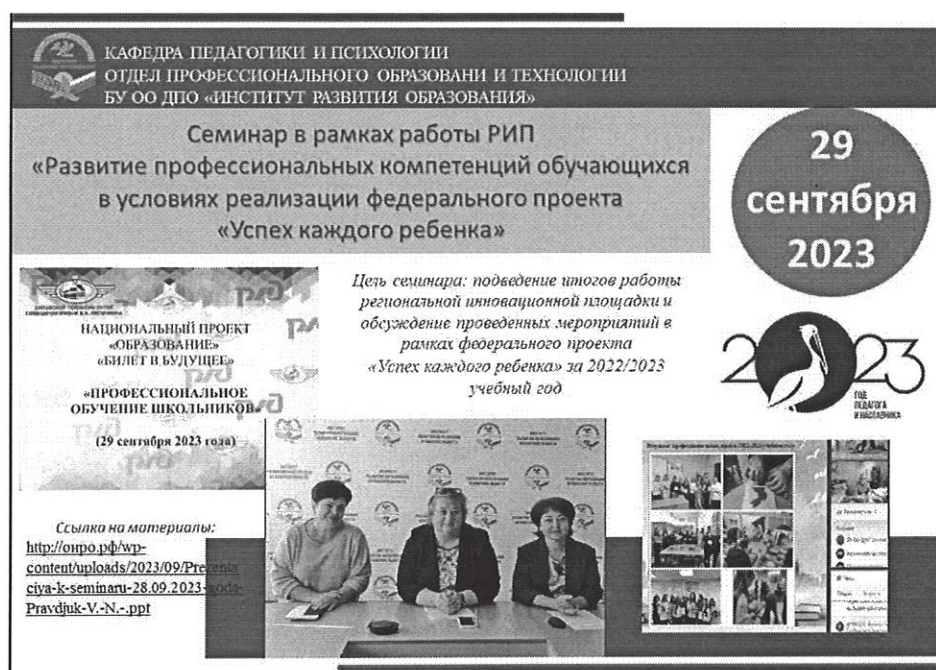 КАФЕДРА ПЕДАГОГИКИ И ПСИХОЛОГИИ
ОТДЕЛ ПРОФЕССИОНАЛЬНОГО ОБРАЗОВАНИ И ТЕХНОЛОГИИ
БУ ОО ДПО «ИНСТИТУТ РАЗВИТИЯ ОБРАЗОВАНИЯ»
Семинар в рамках работы РИП
«Развитие профессиональных компетенций обучающихся
в условиях реализации федерального проекта
«Успех каждого ребенка»
29
сентября
2023
Цель семинара: подведение итогов работы
региональной инновационной площадки и
обсуждение проведенных мероприятий в
рамках федерального проекта
«Успех каждого ребенка» за 2022/2023
учебный год
НАЦИОНАЛЬНЫЙ ПРОЕКТ
«ОБРАЗОВАНИЕ»
«БИЛЕТ В БУДУЩЕЕ»
«ПРОФЕССИОНАЛЬНОЕ
ОБУЧЕНИЕ ШКОЛЬНИКОВ»
(29 сентября 2023 года)
2023
ГОД
ПЕДАГОГА
И НАСТАВНИКА
Ссылка на материалы:
http://оиро.рф/wp-
content/uploads/2023/09/Prezenta
ciya-k-seminaru-28.09.2023-goda-
Pravdjuk-V.-N.-.ppt